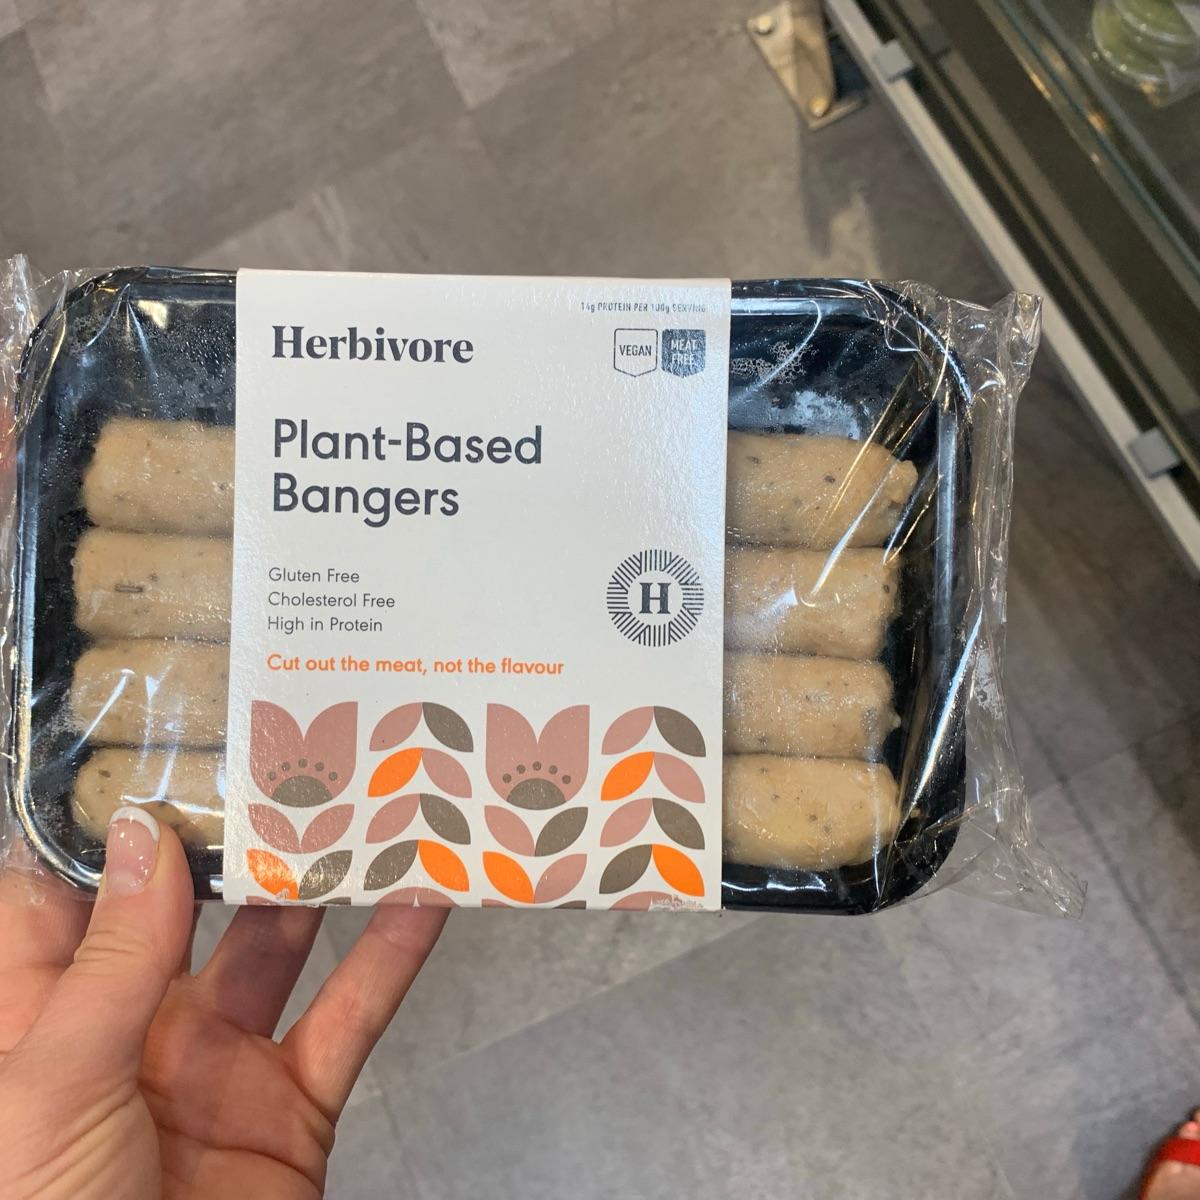 14g PROTEIN PER 100g SERVING
Herbivore
VEGAN
MEAT
FREE
Plant-Based
Bangers
Gluten Free
Cholesterol Free
High in Protein
H
Cut out the meat, not the flavour